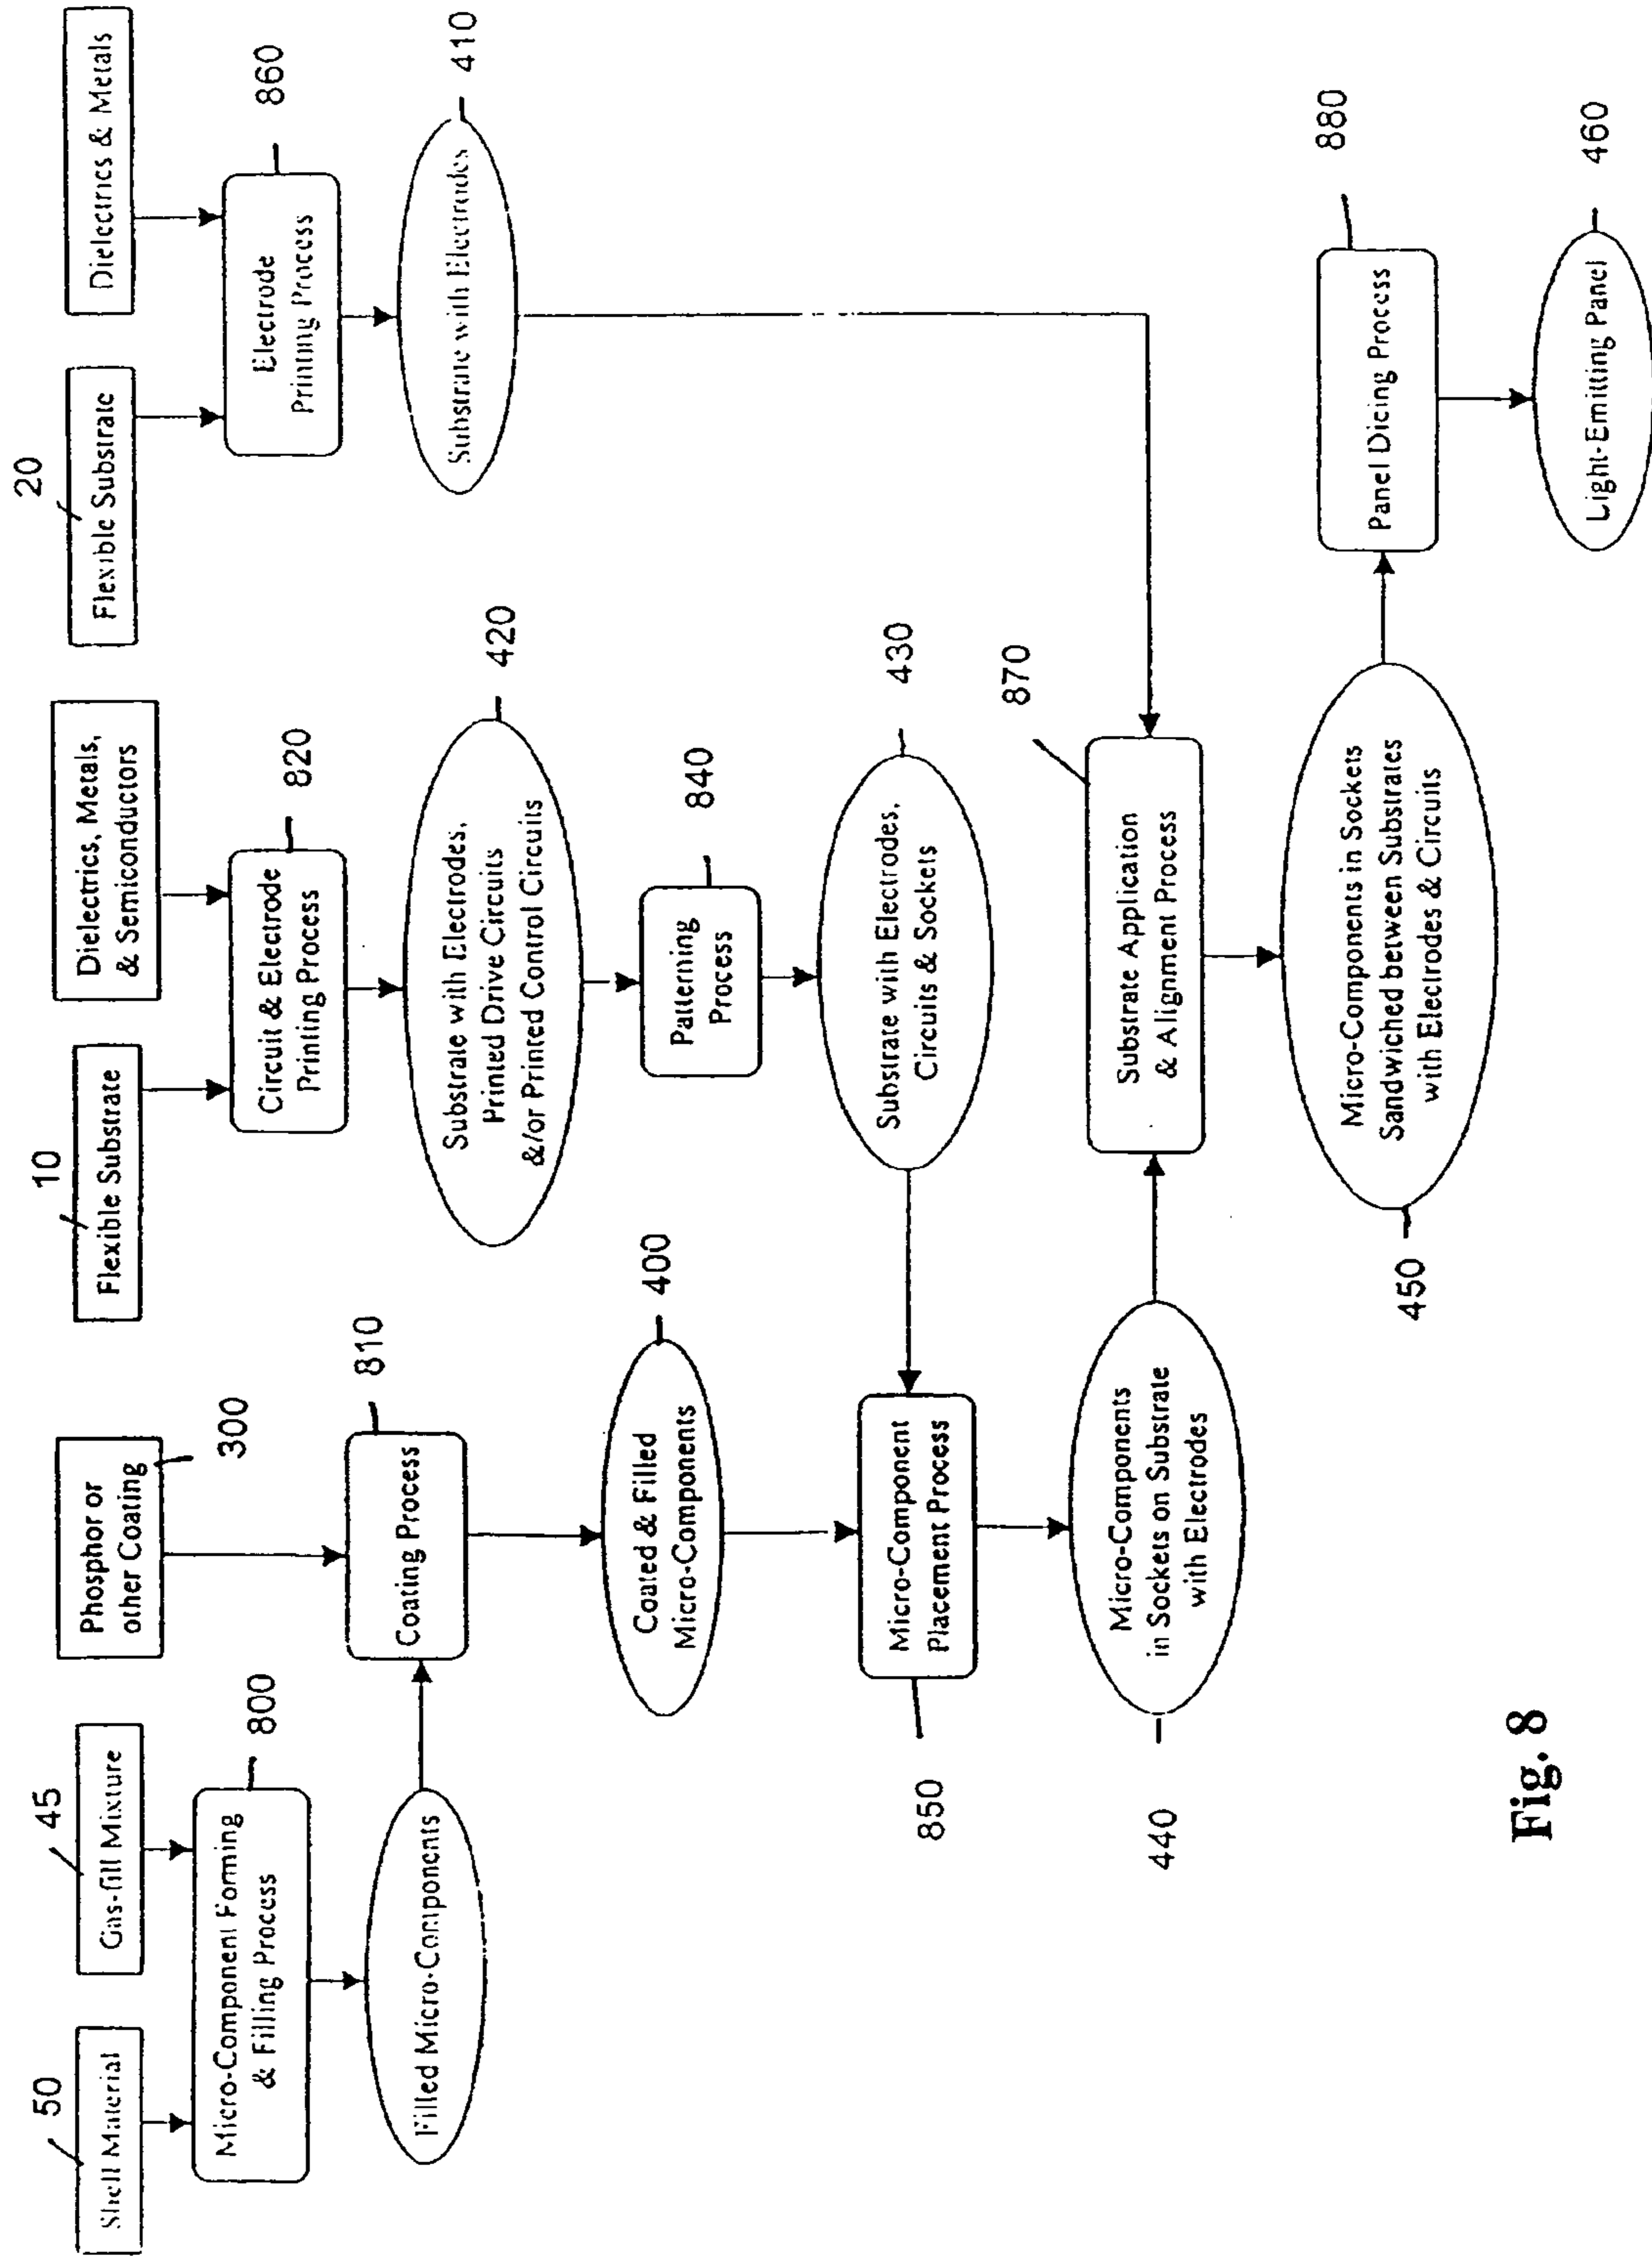 50
Shell Material
45
Gas-fill Mixture
Micro-Component Forming
& Filling Process
800
Filled Micro-Components
Phosphor or
other Coating
300
Coating Process
810
Coated & Filled
Micro-Components
400
10
Flexible Substrate
Dielectrics, Metals,
& Semiconductors
Circuit & Electrode
Printing Process
820
Substrate with Electrodes,
Printed Drive Circuits
&/or Printed Control Circuits
420
Patterning
Process
840
Substrate with Electrodes,
Circuits & Sockets
430
20
Flexible Substrate
Dielectrics & Metals
Electrode
Printing Process
860
Substrate with Electrodes
410
Micro-Component
Placement Process
850
Micro-Components
in Sockets on Substrate
with Electrodes
440
870
Substrate Application
& Alignment Process
Micro-Components in Sockets
Sandwiched between Substrates
with Electrodes & Circuits
450
Panel Dicing Process
880
Light-Emitting Panel
460
Fig. 8